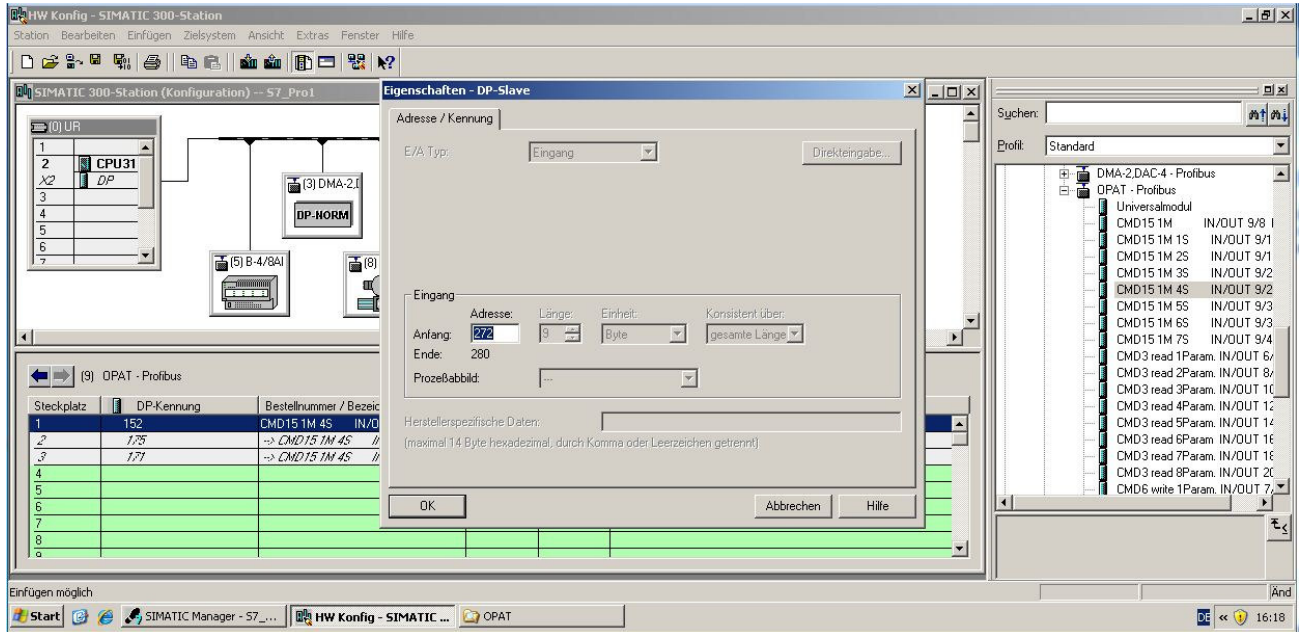 HW Konfig - SIMATIC 300-Station
Station Bearbeiten Einfügen Zielsystem Ansicht Extras Fenster Hilfe
SIMATIC 300-Station (Konfiguration) -- S7_Pro1
(0) UR
1
2 CPU31
X2 DP
3
4
5
6
7
(3) DMA-2,D
DP-NORM
(5) B-4/8AI
(8)
(9) OPAT - Profibus
Steckplatz DP-Kennung Bestellnummer / Bezeic
1 152 CMD15 1M 4S IN/O
2 175 --> CMD15 1M 4S
3 171 --> CMD15 1M 4S
4
5
6
7
8
9
Eigenschaften - DP-Slave
Adresse / Kennung
E/A Typ: Eingang Direkteingabe...
Eingang
Adresse: Länge: Einheit: Konsistent über:
Anfang: 272 9 Byte gesamte Länge
Ende: 280
Prozeßabbild: ---
Herstellerspezifische Daten:
(maximal 14 Byte hexadezimal, durch Komma oder Leerzeichen getrennt)
OK Abbrechen Hilfe
Suchen:
Profil: Standard
DMA-2,DAC-4 - Profibus
OPAT - Profibus
Universalmodul
CMD15 1M IN/OUT 9/8
CMD15 1M 1S IN/OUT 9/1
CMD15 1M 2S IN/OUT 9/1
CMD15 1M 3S IN/OUT 9/2
CMD15 1M 4S IN/OUT 9/2
CMD15 1M 5S IN/OUT 9/3
CMD15 1M 6S IN/OUT 9/3
CMD15 1M 7S IN/OUT 9/4
CMD3 read 1Param. IN/OUT 6/
CMD3 read 2Param. IN/OUT 8/
CMD3 read 3Param. IN/OUT 10
CMD3 read 4Param. IN/OUT 12
CMD3 read 5Param. IN/OUT 14
CMD3 read 6Param IN/OUT 16
CMD3 read 7Param. IN/OUT 18
CMD3 read 8Param. IN/OUT 20
CMD6 write 1Param. IN/OUT 7/
Einfügen möglich Änd
Start SIMATIC Manager - S7_... HW Konfig - SIMATIC ... OPAT DE « 16:18